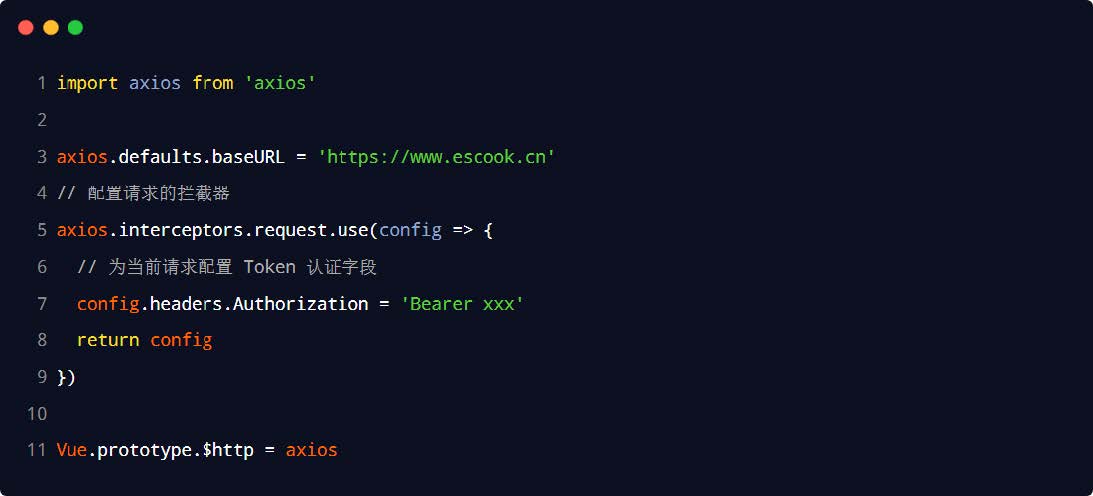 1 import axios from 'axios'
2
3 axios.defaults.baseURL = 'https://www.escook.cn'
4 // 配置请求的拦截器
5 axios.interceptors.request.use(config => {
6   // 为当前请求配置 Token 认证字段
7   config.headers.Authorization = 'Bearer xxx'
8   return config
9 })
10
11 Vue.prototype.$http = axios